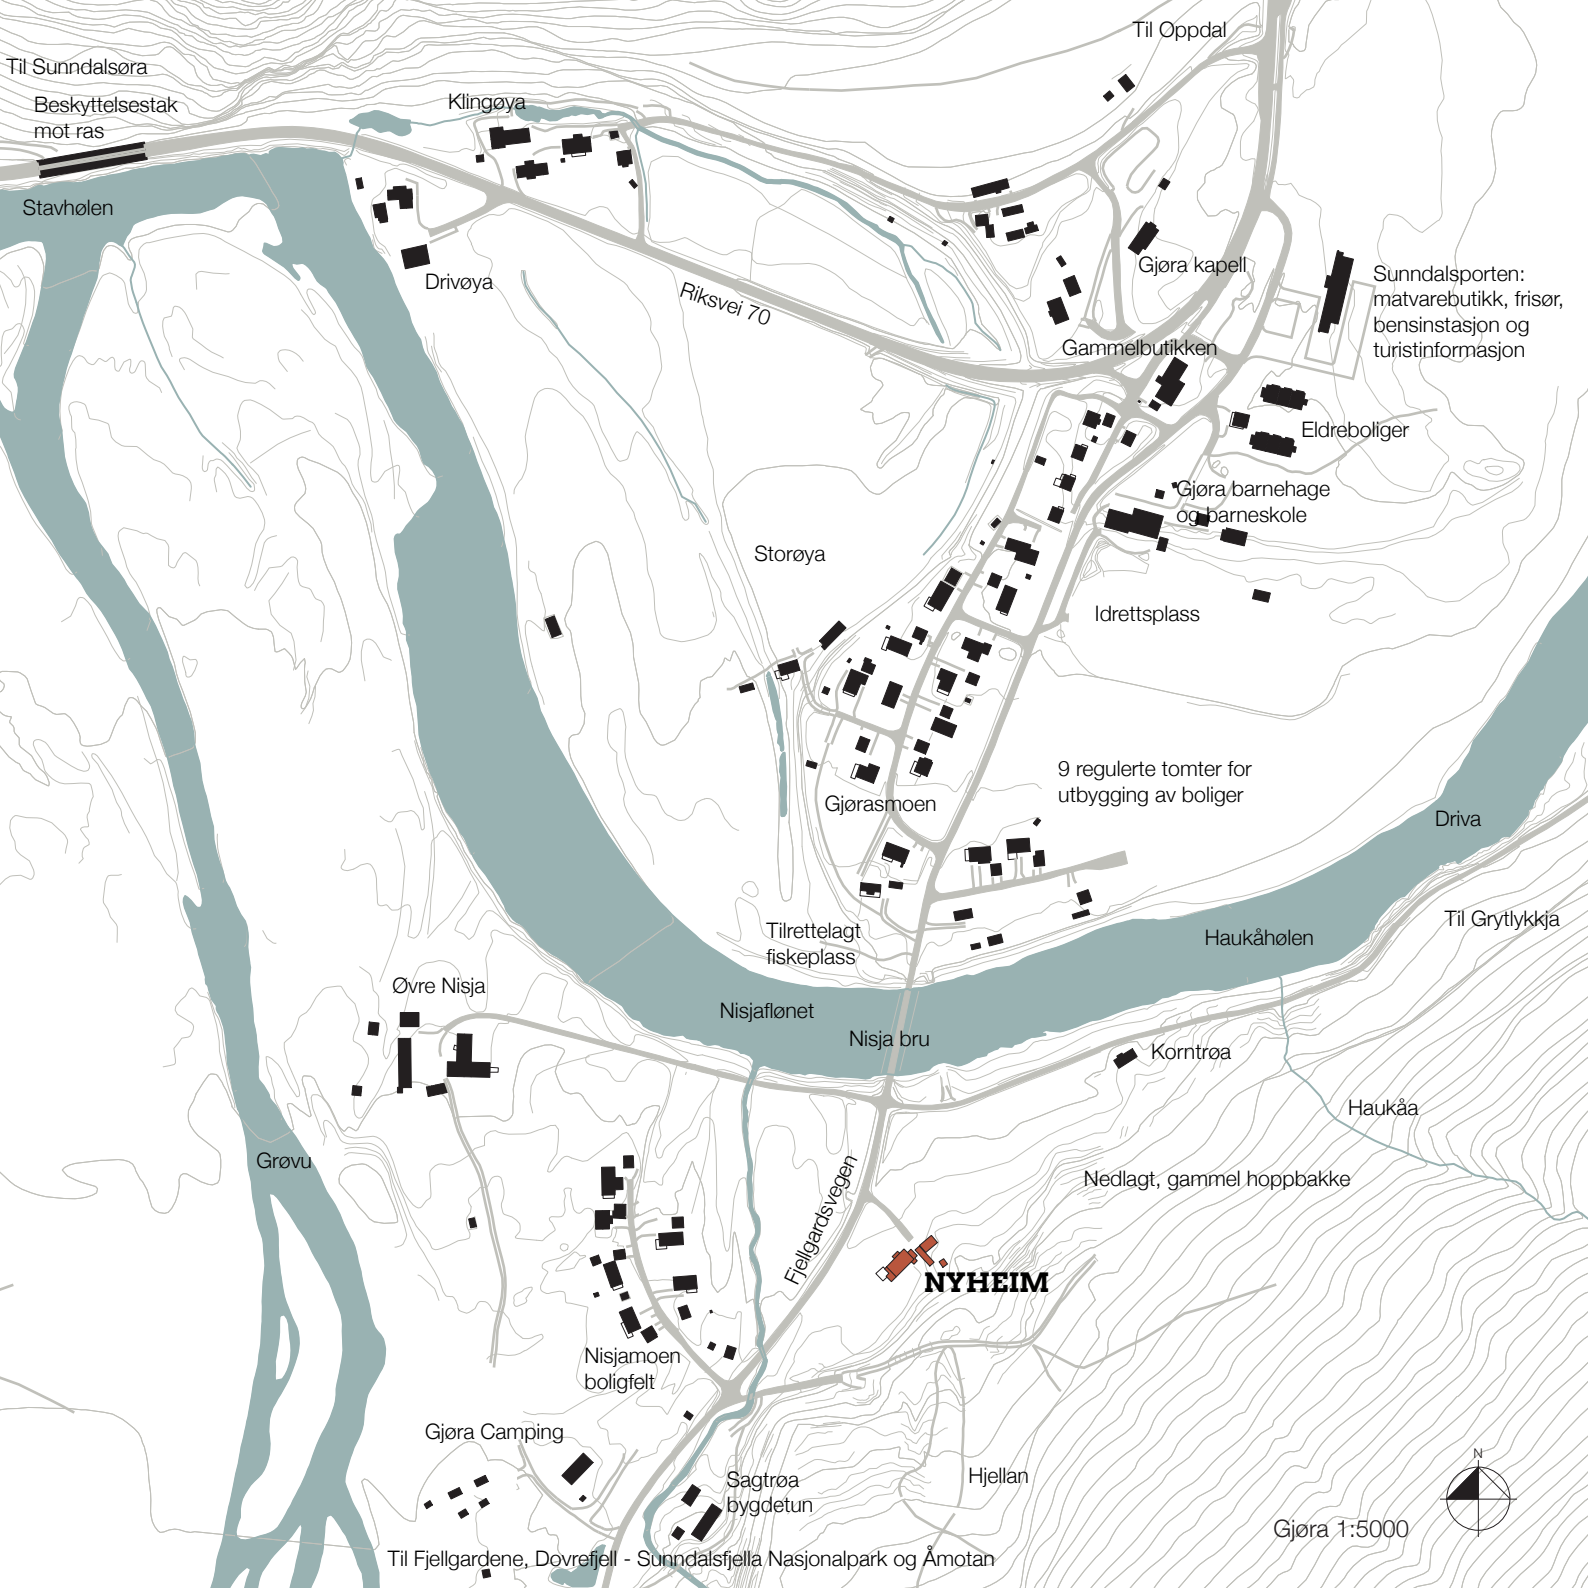 Til Oppdal
Til Sunndalsøra
Beskyttelsestak
mot ras
Klingøya
Stavhølen
Drivøya
Riksvei 70
Gjøra kapell
Sunndalsporten:
matvarebutikk, frisør,
bensinstasjon og
turistinformasjon
Gammelbutikken
Eldreboliger
Gjøra barnehage
og barneskole
Storøya
Idrettsplass
9 regulerte tomter for
utbygging av boliger
Gjørasmoen
Driva
Til Grytlykkja
Tilrettelagt
fiskeplass
Haukåhølen
Øvre Nisja
Nisjaflønet
Nisja bru
Korntrøa
Haukåa
Grøvu
Fjellgardsvegen
Nedlagt, gammel hoppbakke
NYHEIM
Nisjamoen
boligfelt
Gjøra Camping
Sagtrøa
bygdetun
Hjellan
N
Gjøra 1:5000
Til Fjellgardene, Dovrefjell - Sunndalsfjella Nasjonalpark og Åmotan